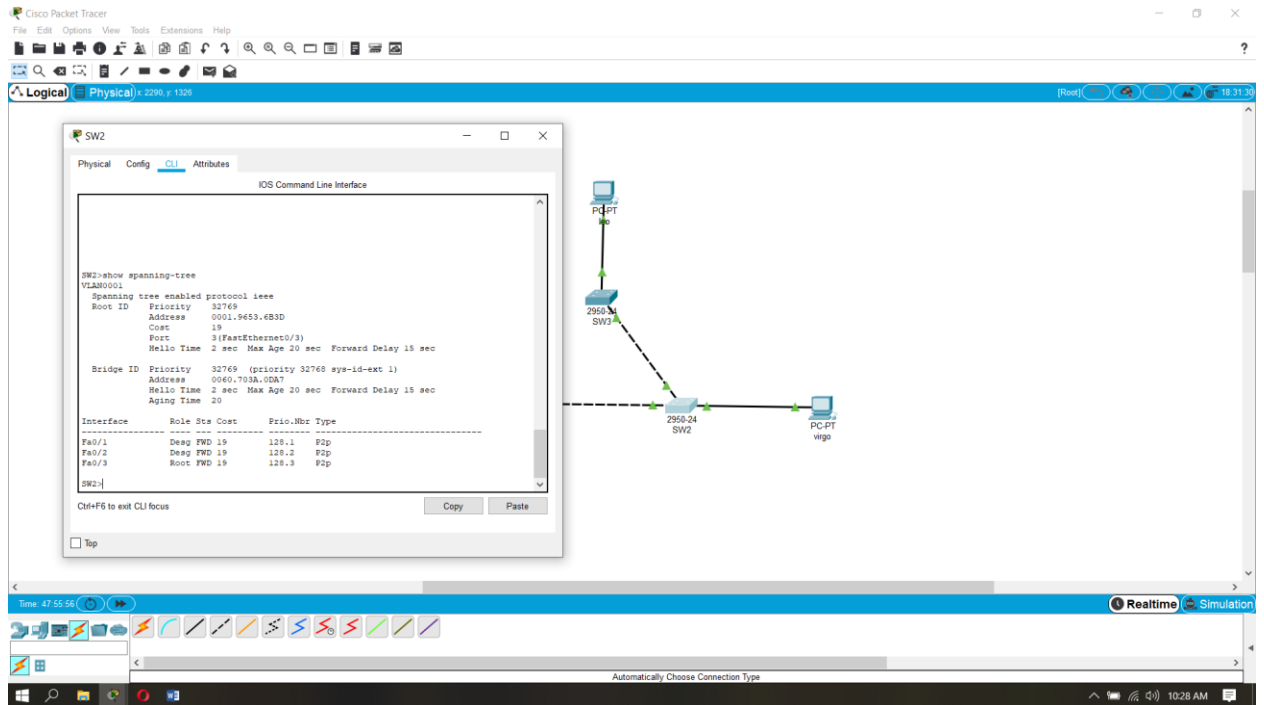 Cisco Packet Tracer
File Edit Options View Tools Extensions Help
?
Logical Physical x: 2290, y: 1326 [Root] 18:31:30
SW2
Physical Config CLI Attributes
IOS Command Line Interface
SW2>show spanning-tree
VLAN0001
Spanning tree enabled protocol ieee
Root ID Priority 32769
Address 0001.9653.6B3D
Cost 19
Port 3(FastEthernet0/3)
Hello Time 2 sec Max Age 20 sec Forward Delay 15 sec
Bridge ID Priority 32769 (priority 32768 sys-id-ext 1)
Address 0060.703A.0DA7
Hello Time 2 sec Max Age 20 sec Forward Delay 15 sec
Aging Time 20
Interface Role Sts Cost Prio.Nbr Type
---------------- ---- --- --------- -------- --------------------------------
Fa0/1 Desg FWD 19 128.1 P2p
Fa0/2 Desg FWD 19 128.2 P2p
Fa0/3 Root FWD 19 128.3 P2p
SW2>
Ctrl+F6 to exit CLI focus
Copy Paste
Top
PC-PT
2950-24
SW3
2950-24
SW2
PC-PT
virgo
Time: 47:55:56
Realtime Simulation
Automatically Choose Connection Type
10:28 AM